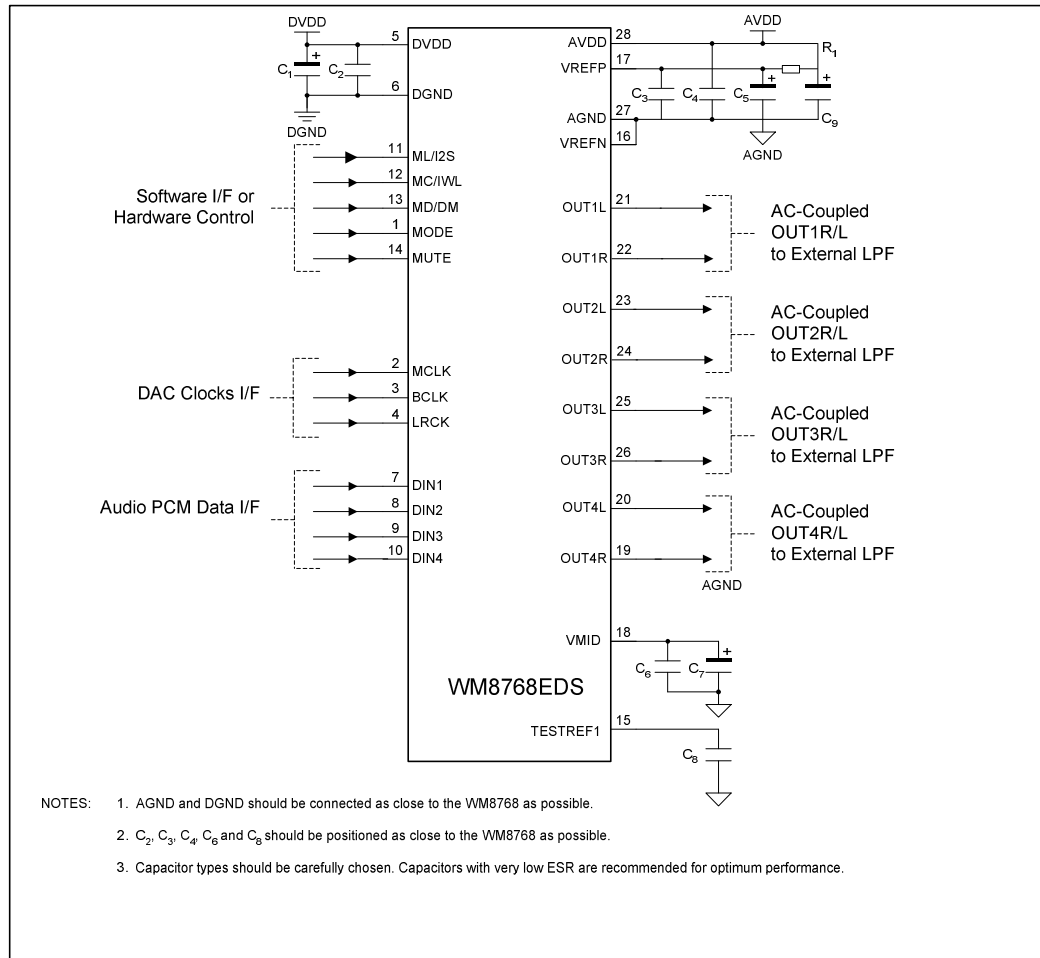 DVDD
5 DVDD
C1 +
C2
6 DGND
DGND
Software I/F or
Hardware Control
11 ML/I2S
12 MC/IWL
13 MD/DM
1 MODE
14 MUTE
DAC Clocks I/F
2 MCLK
3 BCLK
4 LRCK
Audio PCM Data I/F
7 DIN1
8 DIN2
9 DIN3
10 DIN4
AVDD
AVDD 28
R1
VREFP 17
C3
C4
C5 +
+
C9
AGND 27
VREFN 16
AGND
OUT1L 21
OUT1R 22
AC-Coupled
OUT1R/L
to External LPF
OUT2L 23
OUT2R 24
AC-Coupled
OUT2R/L
to External LPF
OUT3L 25
OUT3R 26
AC-Coupled
OUT3R/L
to External LPF
OUT4L 20
OUT4R 19
AC-Coupled
OUT4R/L
to External LPF
AGND
VMID 18
C6
C7 +
WM8768EDS
TESTREF1 15
C8
NOTES: 1. AGND and DGND should be connected as close to the WM8768 as possible.
2. C2, C3, C4, C6 and C8 should be positioned as close to the WM8768 as possible.
3. Capacitor types should be carefully chosen. Capacitors with very low ESR are recommended for optimum performance.